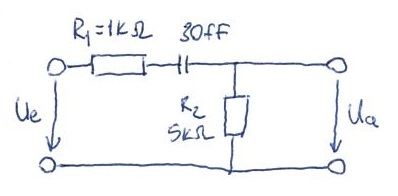 R₁=1kΩ 30fF
Ue R₂ Ua
5kΩ